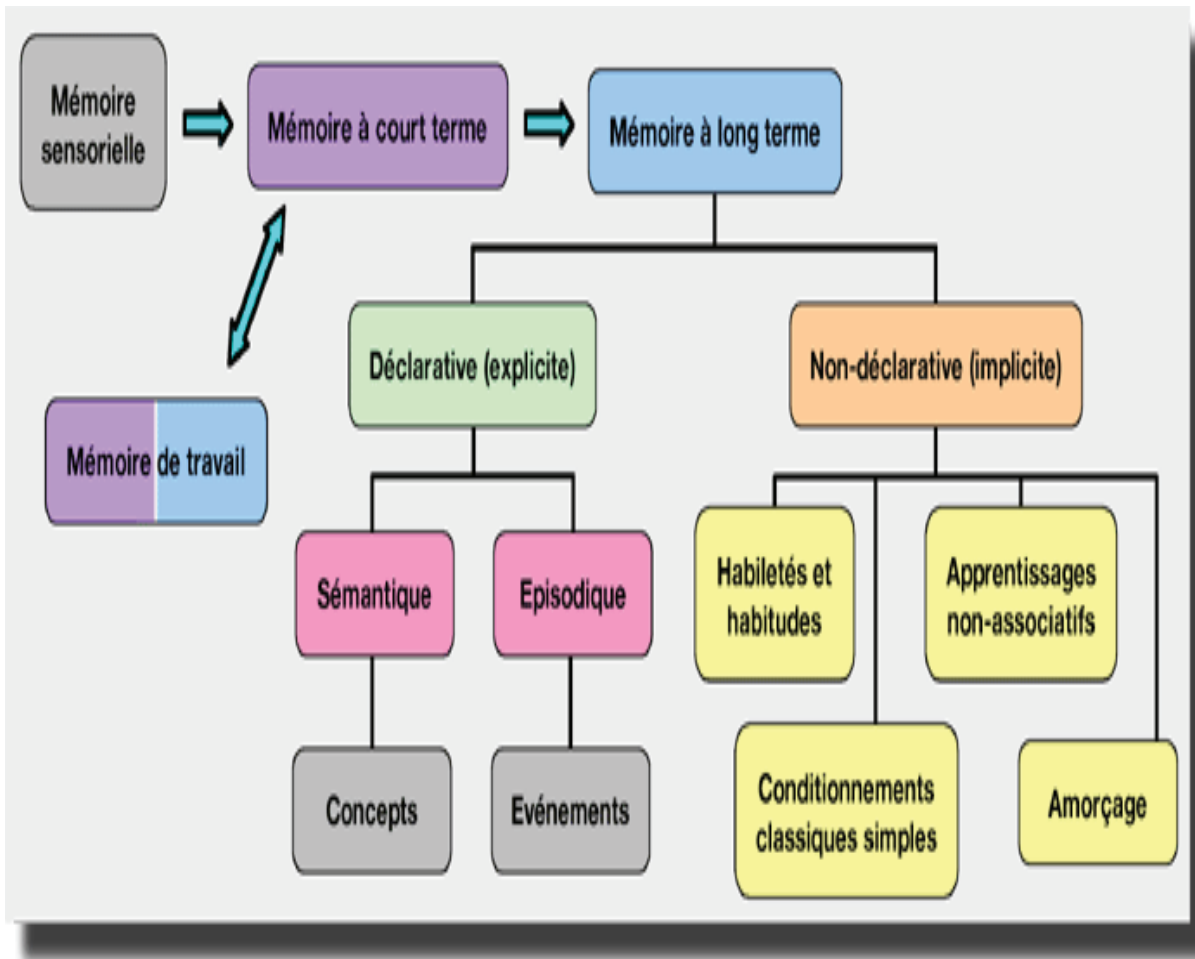 Mémoire
sensorielle
Mémoire à court terme
Mémoire à long terme
Déclarative (explicite)
Non-déclarative (implicite)
Mémoire de travail
Sémantique
Episodique
Habiletés et
habitudes
Apprentissages
non-associatifs
Concepts
Evénements
Conditionnements
classiques simples
Amorçage